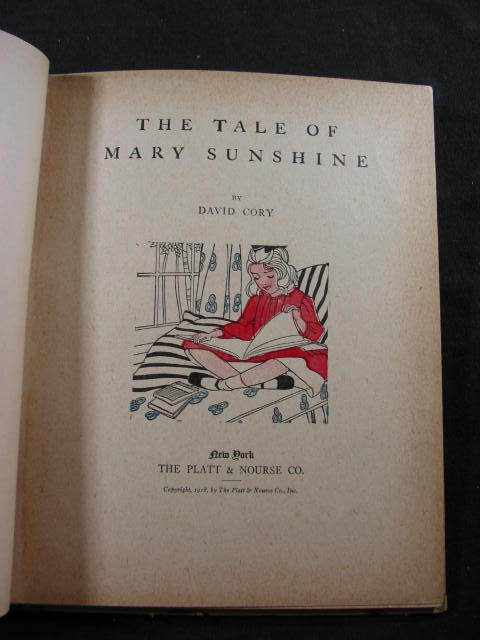 THE TALE OF
MARY SUNSHINE
BY
DAVID CORY
New York
THE PLATT & NOURSE CO.
Copyright, 1918, by The Platt & Nourse Co., Inc.